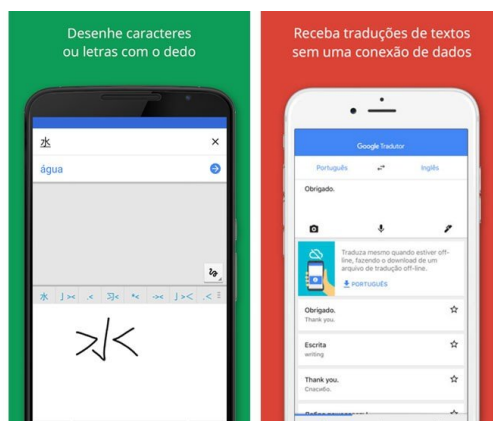 Desenhe caracteres
ou letras com o dedo
水
×
água
水 J >< .< 习< *< ->< J >< .<
水
Receba traduções de textos
sem uma conexão de dados
Google Tradutor
Português
Inglês
Obrigado.
Traduza mesmo quando estiver off-
line, fazendo o download de um
arquivo de tradução off-line.
PORTUGUÊS
Obrigado.
Thank you.
Escrita
writing
Thank you.
Спасибо.